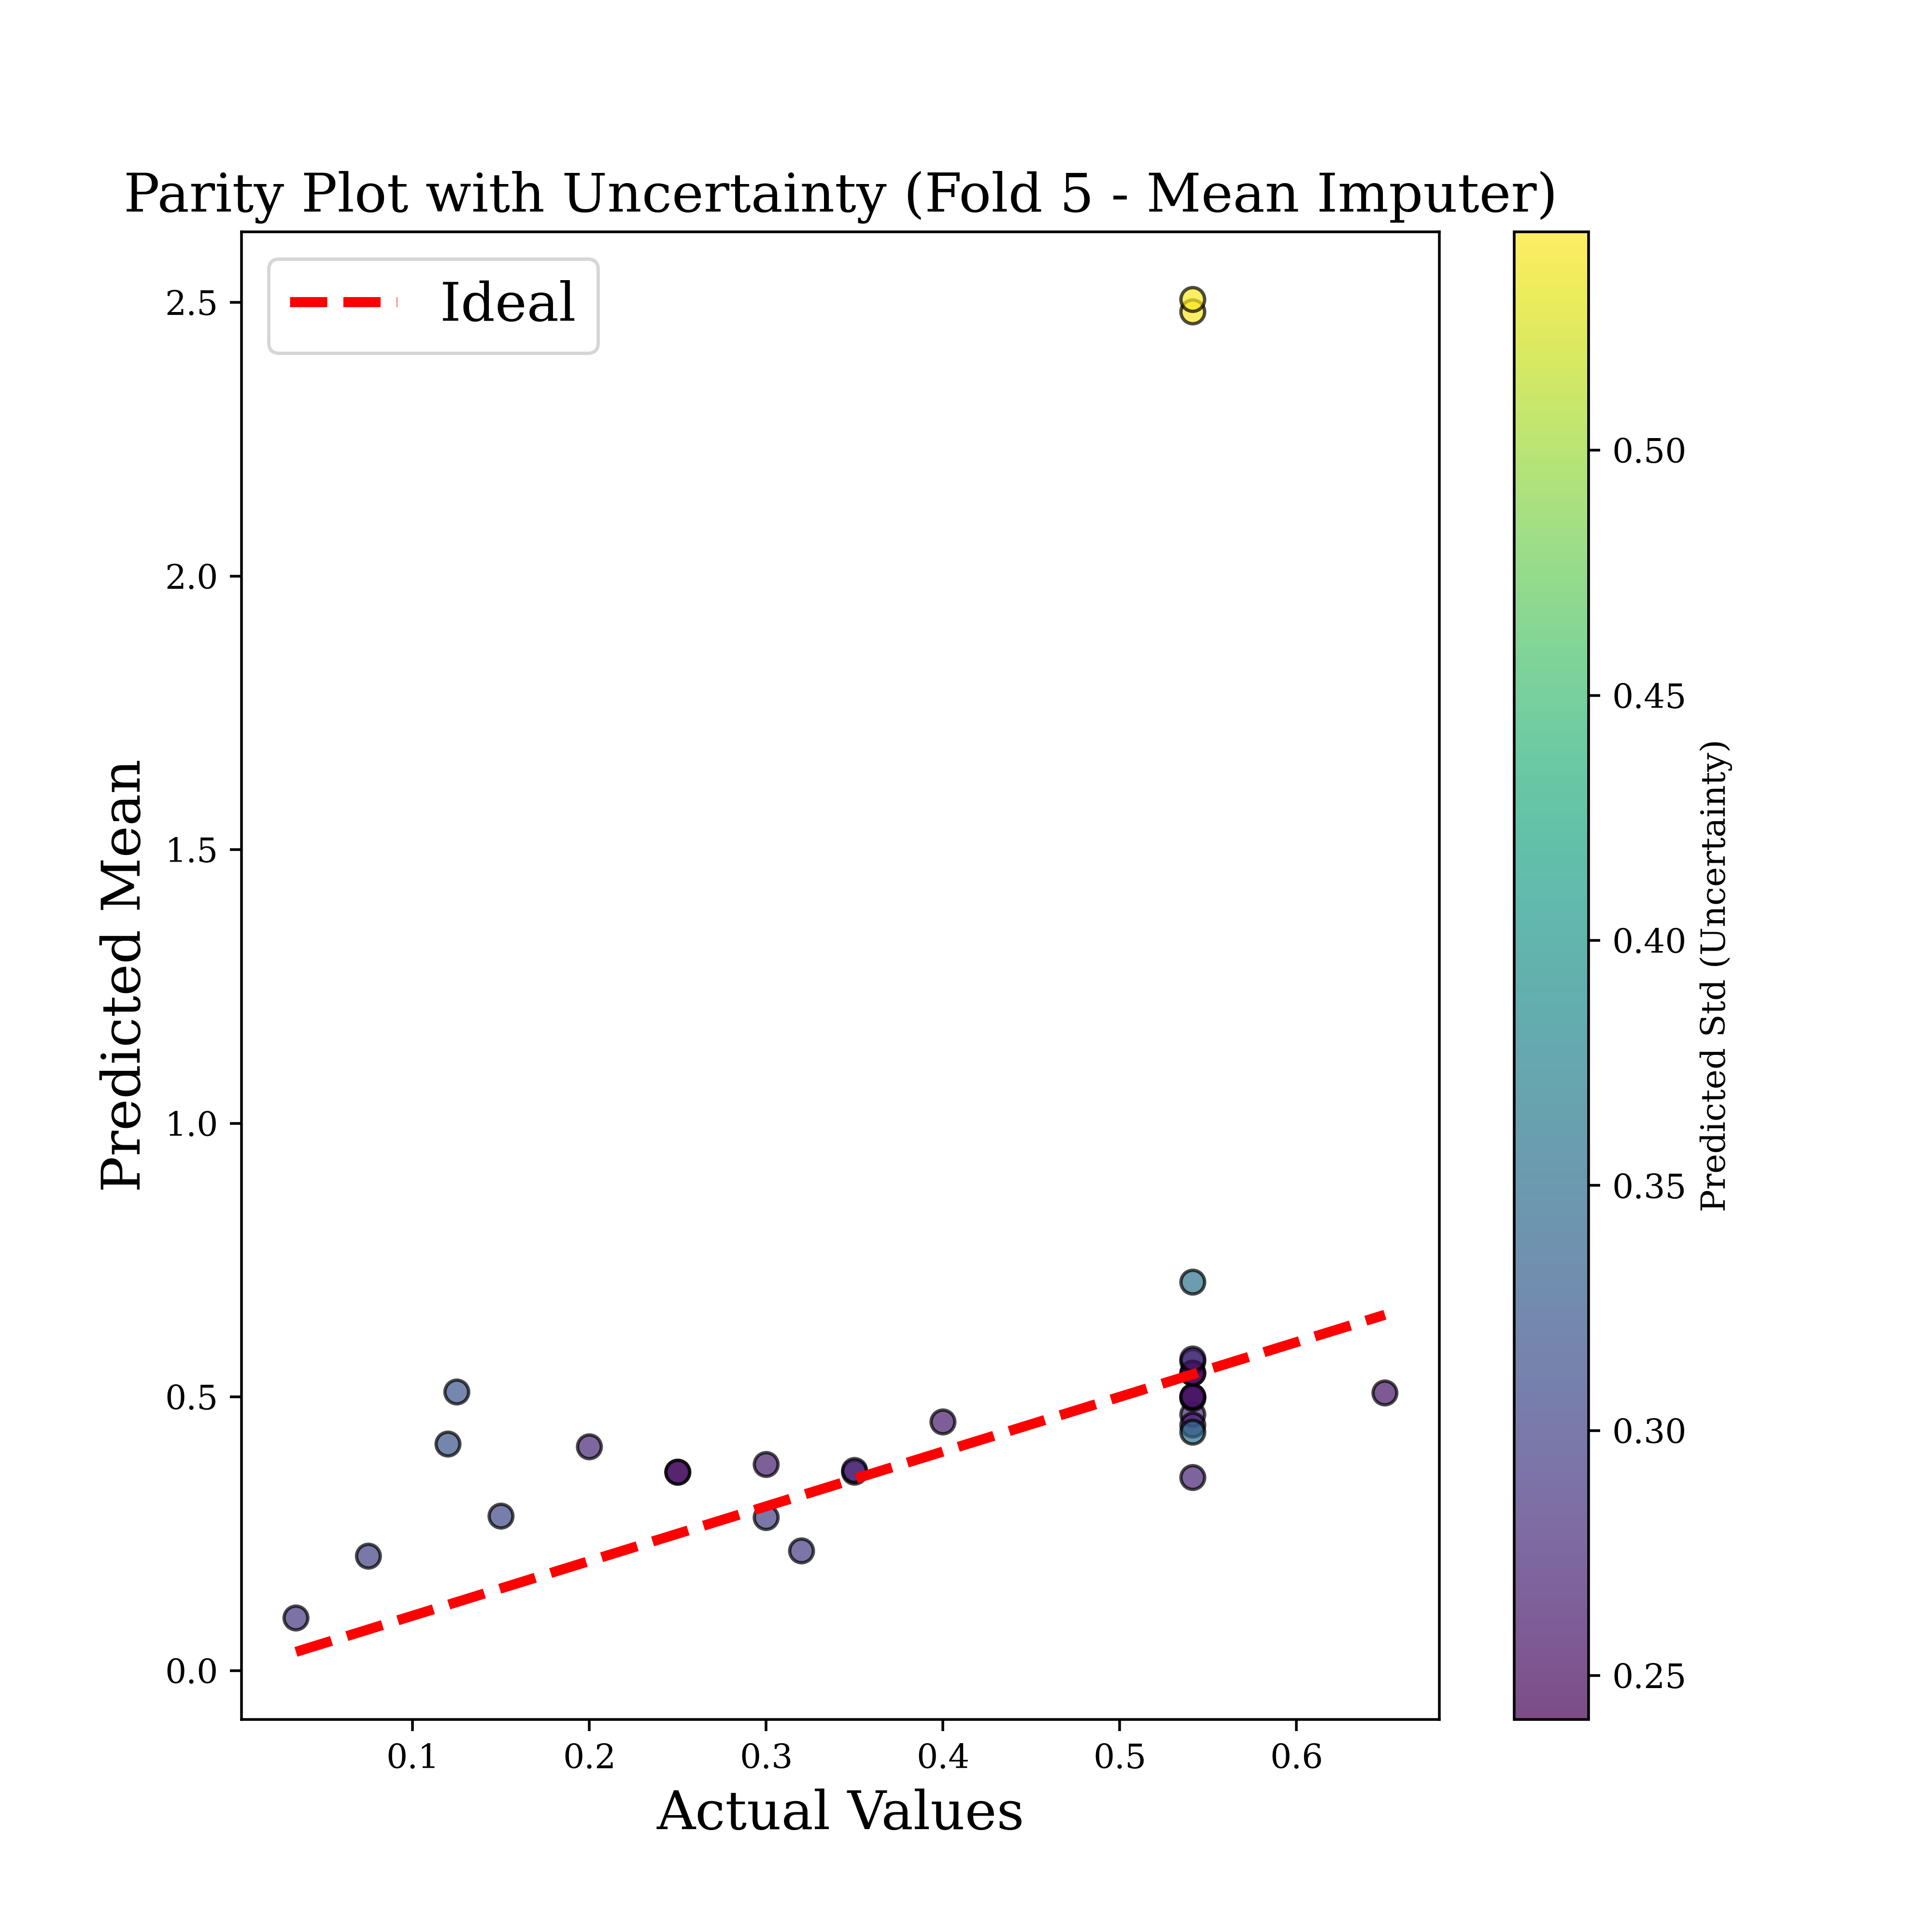 Parity Plot with Uncertainty (Fold 5 - Mean Imputer)
Ideal
2.5
2.0
1.5
1.0
0.5
0.0
Predicted Mean
0.1 0.2 0.3 0.4 0.5 0.6
Actual Values
0.50
0.45
0.40
0.35
0.30
0.25
Predicted Std (Uncertainty)